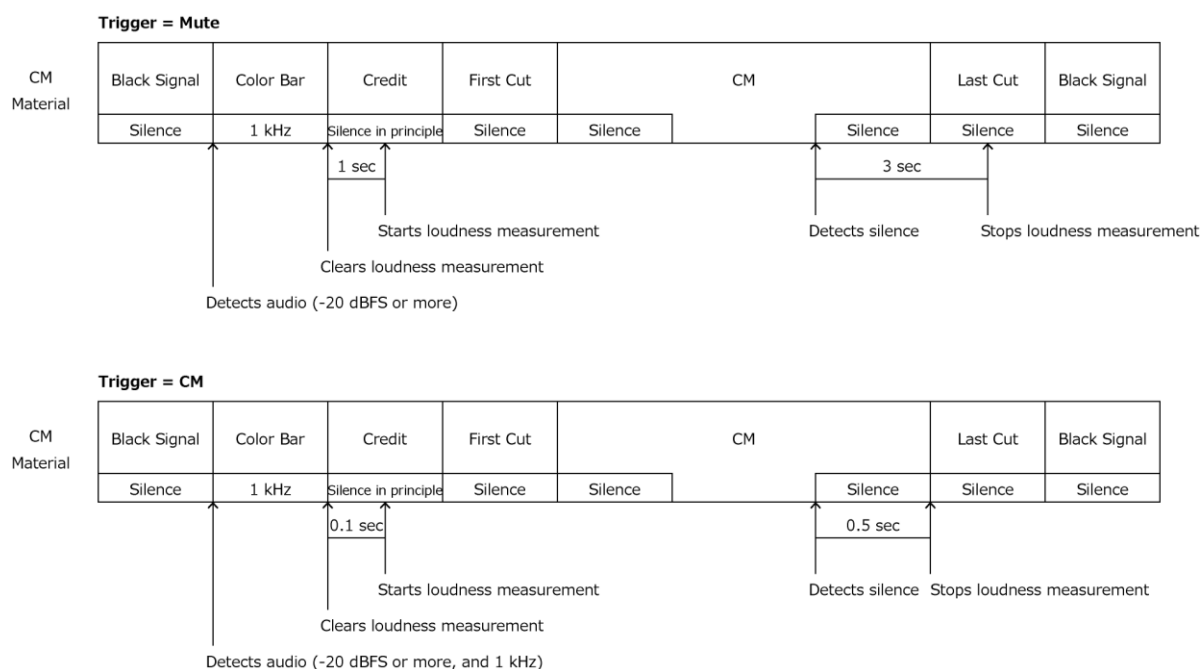 Trigger = Mute
CM
Material
Black Signal Color Bar Credit First Cut CM Last Cut Black Signal
Silence 1 kHz Silence in principle Silence Silence Silence Silence Silence
1 sec 3 sec
Starts loudness measurement Detects silence Stops loudness measurement
Clears loudness measurement
Detects audio (-20 dBFS or more)
Trigger = CM
CM
Material
Black Signal Color Bar Credit First Cut CM Last Cut Black Signal
Silence 1 kHz Silence in principle Silence Silence Silence Silence Silence
0.1 sec 0.5 sec
Starts loudness measurement Detects silence Stops loudness measurement
Clears loudness measurement
Detects audio (-20 dBFS or more, and 1 kHz)